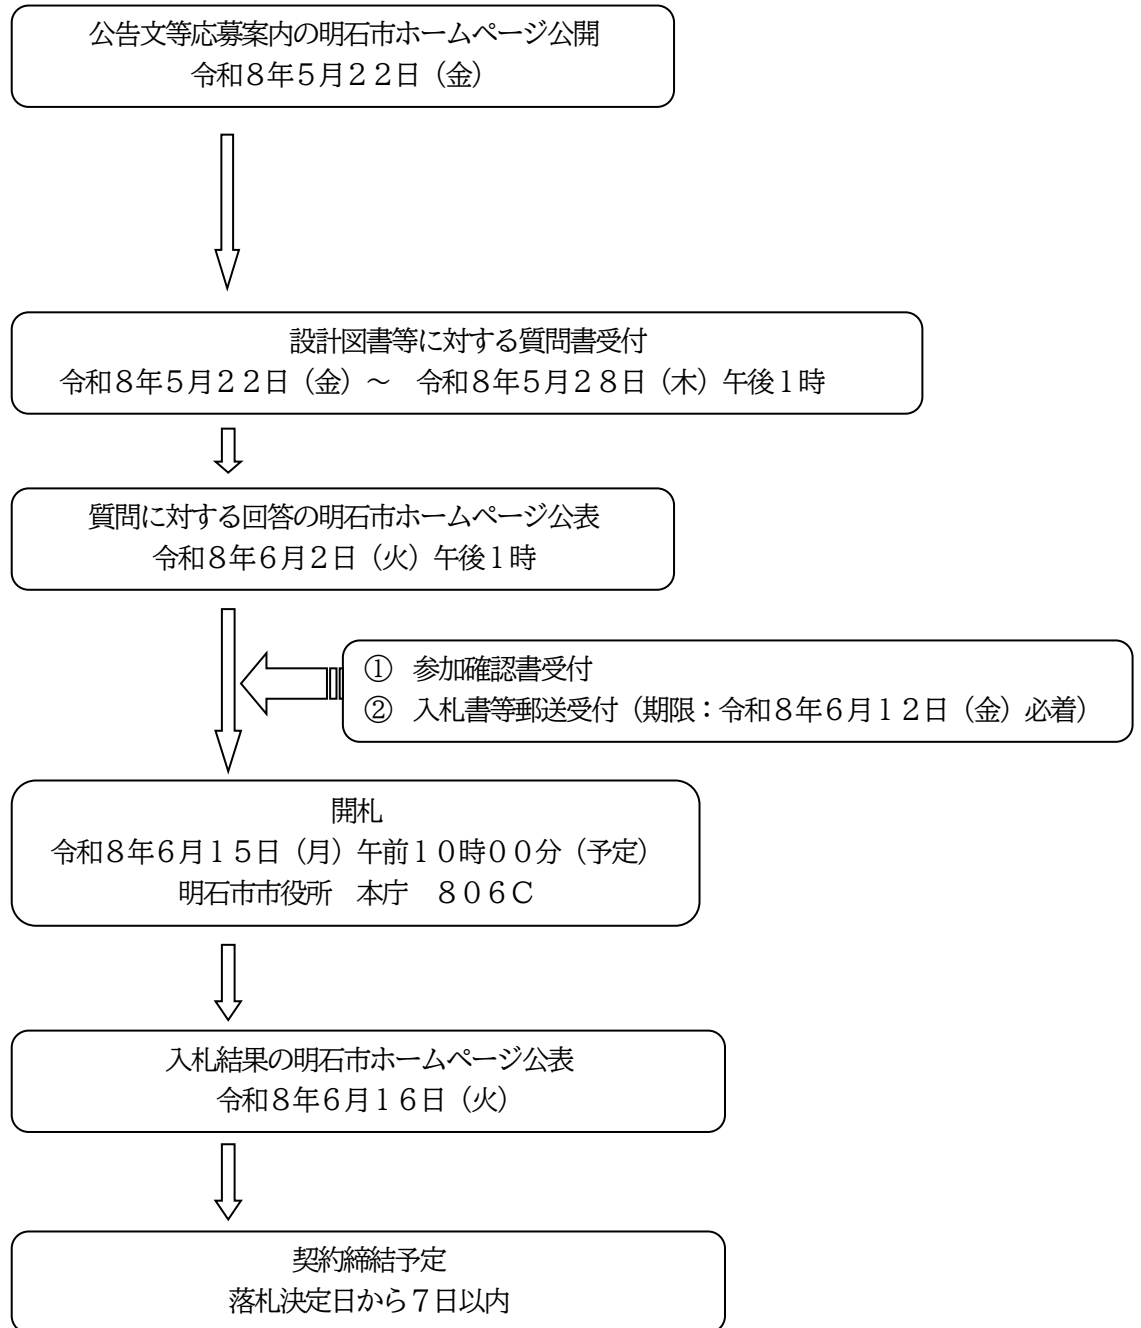 公告文等応募案内の明石市ホームページ公開
令和８年５月２２日（金）
設計図書等に対する質問書受付
令和８年５月２２日（金）～　令和８年５月２８日（木）午後１時
質問に対する回答の明石市ホームページ公表
令和８年６月２日（火）午後１時
①　参加確認書受付
②　入札書等郵送受付（期限：令和８年６月１２日（金）必着）
開札
令和８年６月１５日（月）午前１０時００分（予定）
明石市市役所　本庁　８０６Ｃ
入札結果の明石市ホームページ公表
令和８年６月１６日（火）
契約締結予定
落札決定日から７日以内